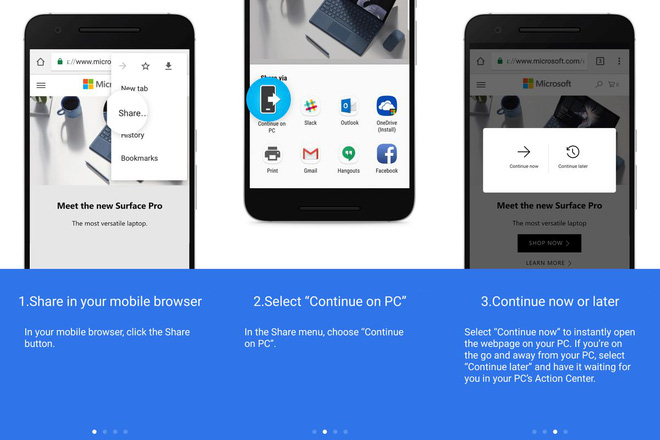 s://www.micro
New tab
Share...
History
Bookmarks
Meet the new Surface Pro
The most versatile laptop.
1.Share in your mobile browser
In your mobile browser, click the Share
button.
Share via
Continue on
PC
Slack
Outlook
OneDrive
(Install)
Print
Gmail
Hangouts
Facebook
2.Select “Continue on PC”
In the Share menu, choose “Continue
on PC”.
s://www.microsoft.com/
Microsoft
0
Continue now
Continue later
Meet the new Surface Pro
The most versatile laptop
SHOP NOW
LEARN MORE
3.Continue now or later
Select “Continue now” to instantly open
the webpage on your PC. If you’re on
the go and away from your PC, select
“Continue later” and have it waiting for
you in your PC’s Action Center.